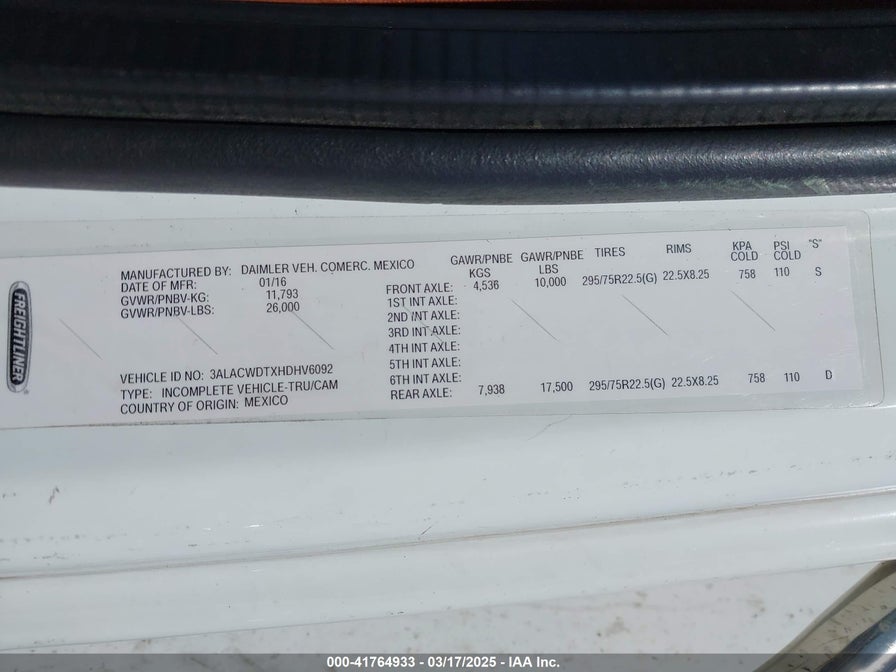 FREIGHTLINER
MANUFACTURED BY: DAIMLER VEH. COMERC. MEXICO
DATE OF MFR: 01/16
GVWR/PNBV-KG: 11,793
GVWR/PNBV-LBS: 26,000
VEHICLE ID NO: 3ALACWDTXHDHV6092
TYPE: INCOMPLETE VEHICLE-TRU/CAM
COUNTRY OF ORIGIN: MEXICO
GAWR/PNBE KGS GAWR/PNBE LBS TIRES RIMS KPA COLD PSI COLD "S"
FRONT AXLE: 4,536 10,000 295/75R22.5(G) 22.5X8.25 758 110 S
1ST INT AXLE:
2ND INT AXLE:
3RD INT AXLE:
4TH INT AXLE:
5TH INT AXLE:
6TH INT AXLE:
REAR AXLE: 7,938 17,500 295/75R22.5(G) 22.5X8.25 758 110 D
000-41764933 - 03/17/2025 - IAA Inc.